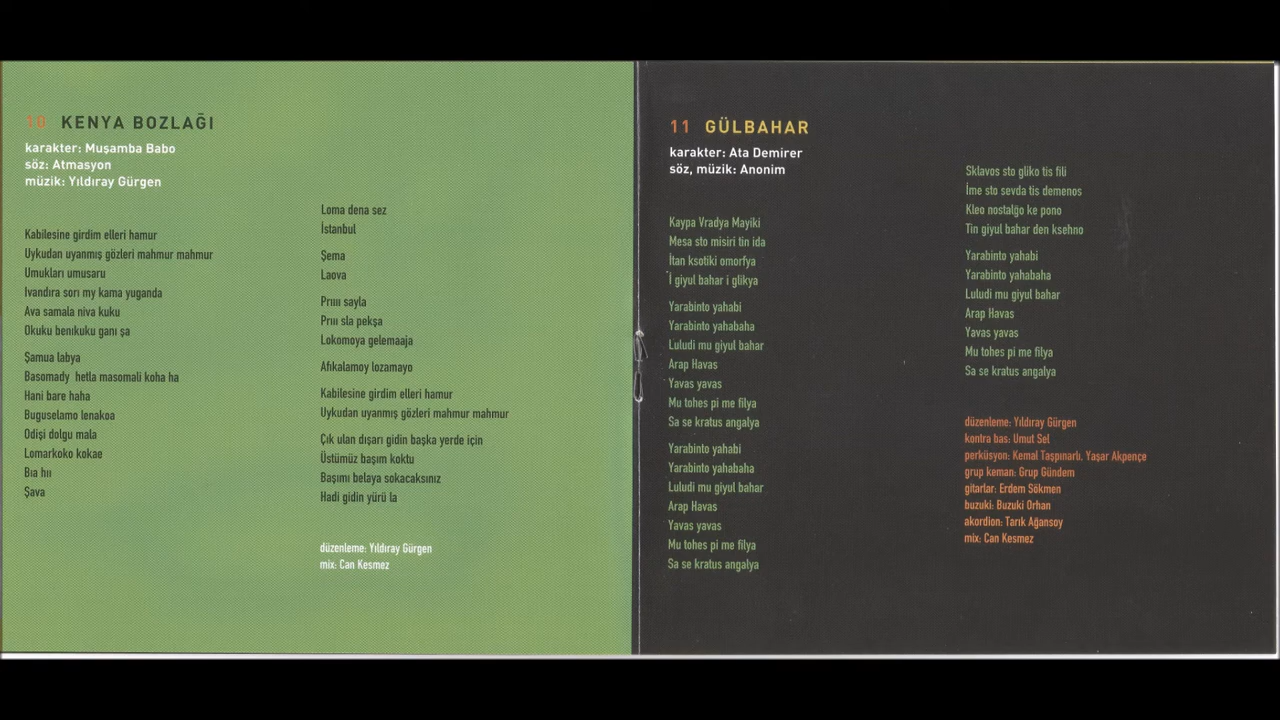 10 KENYA BOZLAĞI
karakter: Muşamba Babo
söz: Atmasyon
müzik: Yıldıray Gürgen
Kabilesine girdim elleri hamur
Uykudan uyanmış gözleri mahmur mahmur
Umukları umusaru
Ivandıra sorı my kama yuganda
Ava samala niva kuku
Okuku benıkuku ganı şa
Şamua labya
Basomady hetla masomali koha ha
Hani bare haha
Buguselamo lenakoa
Odişi dolgu mala
Lomarkoko kokae
Bıa hıı
Şava
Loma dena sez
İstanbul
Şema
Laova
Prıııı sayla
Prııı sla pekşa
Lokomoya gelemaaja
Afıkalamoy lozamayo
Kabilesine girdim elleri hamur
Uykudan uyanmış gözleri mahmur mahmur
Çık ulan dışarı gidin başka yerde için
Üstümüz başım koktu
Başımı belaya sokacaksınız
Hadi gidin yürü la
düzenleme: Yıldıray Gürgen
mix: Can Kesmez
11 GÜLBAHAR
karakter: Ata Demirer
söz, müzik: Anonim
Kaypa Vradya Mayiki
Mesa sto misiri tin ida
İtan ksotiki omorfya
İ giyul bahar i glikya
Yarabinto yahabi
Yarabinto yahabaha
Luludi mu giyul bahar
Arap Havas
Yavas yavas
Mu tohes pi me filya
Sa se kratus angalya
Yarabinto yahabi
Yarabinto yahabaha
Luludi mu giyul bahar
Arap Havas
Yavas yavas
Mu tohes pi me filya
Sa se kratus angalya
Sklavos sto gliko tis fili
İme sto sevda tis demenos
Kleo nostalğo ke pono
Tin giyul bahar den ksehno
Yarabinto yahabi
Yarabinto yahabaha
Luludi mu giyul bahar
Arap Havas
Yavas yavas
Mu tohes pi me filya
Sa se kratus angalya
düzenleme: Yıldıray Gürgen
kontra bas: Umut Sel
perküsyon: Kemal Taşpınarlı, Yaşar Akpençe
grup keman: Grup Gündem
gitarlar: Erdem Sökmen
buzuki: Buzuki Orhan
akordion: Tarık Ağansoy
mix: Can Kesmez